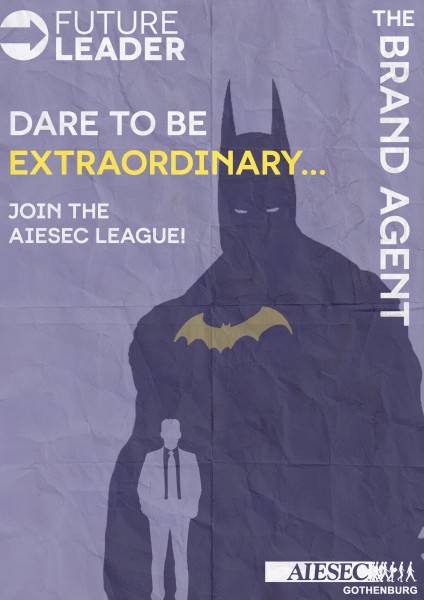 FUTURE
LEADER
THE BRAND AGENT
DARE TO BE
EXTRAORDINARY...
JOIN THE
AIESEC LEAGUE!
AIESEC
GOTHENBURG